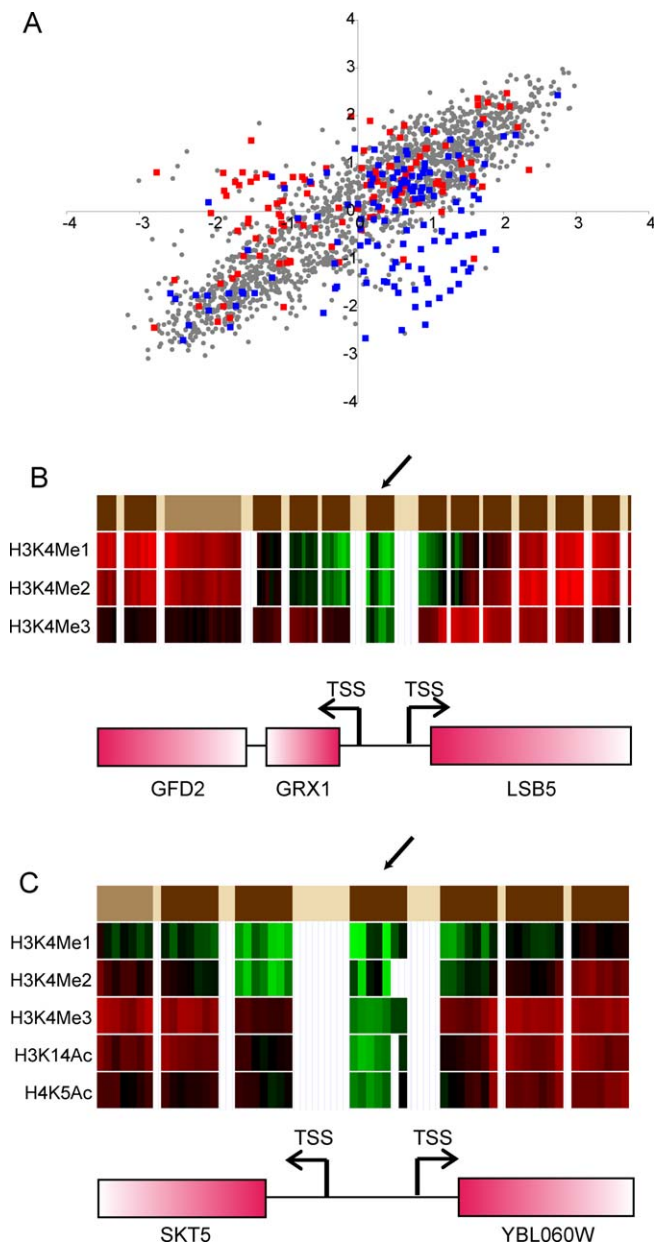 A
4
3
2
1
-4 -3 -2 -1 0 0 1 2 3 4
-1
-2
-3
-4
B
H3K4Me1
H3K4Me2
H3K4Me3
TSS TSS
GFD2 GRX1 LSB5
C
H3K4Me1
H3K4Me2
H3K4Me3
H3K14Ac
H4K5Ac
TSS TSS
SKT5 YBL060W